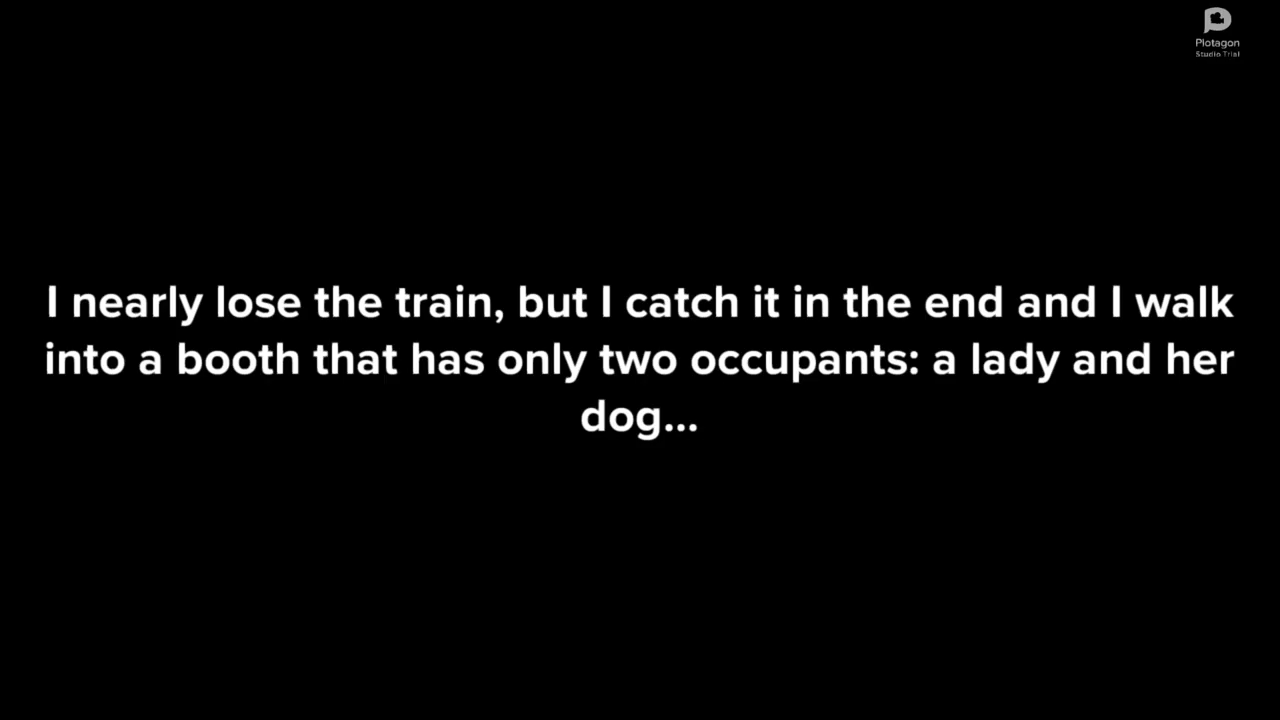 Plotagon
Studio Trial
I nearly lose the train, but I catch it in the end and I walk
into a booth that has only two occupants: a lady and her
dog...